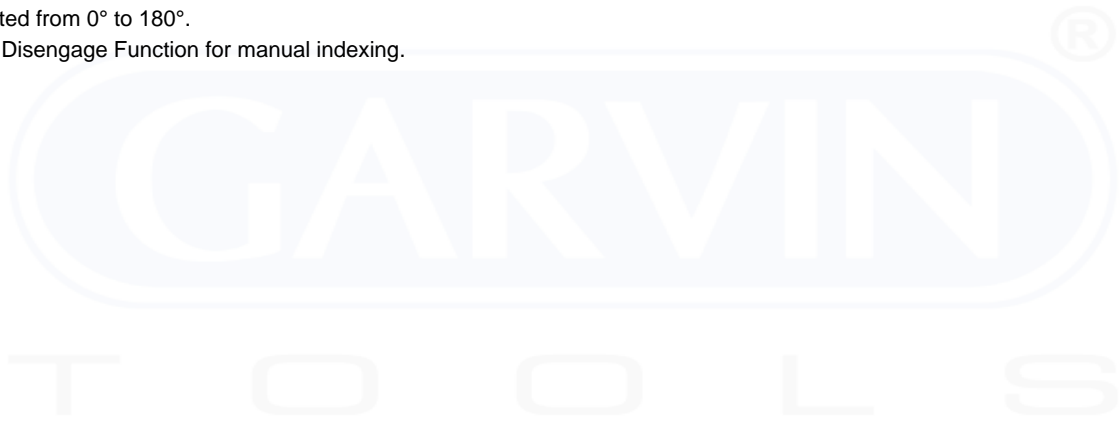 ted from 0° to 180°.
Disengage Function for manual indexing.
®
GARVIN
TOOLS